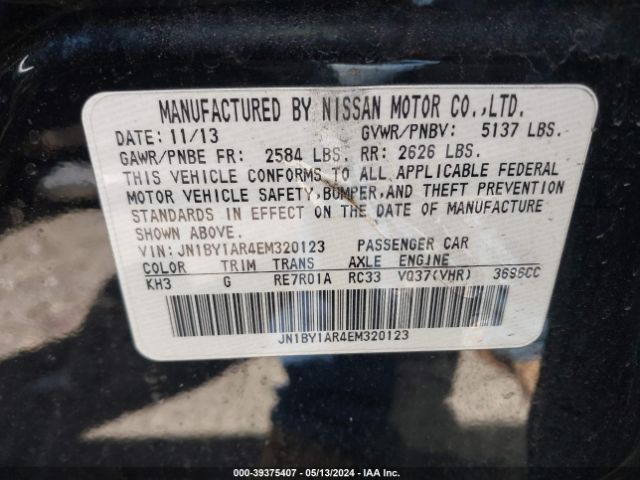 MANUFACTURED BY NISSAN MOTOR CO.,LTD.
DATE: 11/13 GVWR/PNBV: 5137 LBS.
GAWR/PNBE FR: 2584 LBS. RR: 2626 LBS.
THIS VEHICLE CONFORMS TO ALL APPLICABLE FEDERAL
MOTOR VEHICLE SAFETY,BUMPER,AND THEFT PREVENTION
STANDARDS IN EFFECT ON THE DATE OF MANUFACTURE
SHOWN ABOVE.
VIN: JN1BY1AR4EM320123 PASSENGER CAR
COLOR TRIM TRANS AXLE ENGINE
KH3 G RE7R01A RC33 VQ37(VHR) 3696CC
JN1BY1AR4EM320123
000-39375407 - 05/13/2024 - IAA Inc.